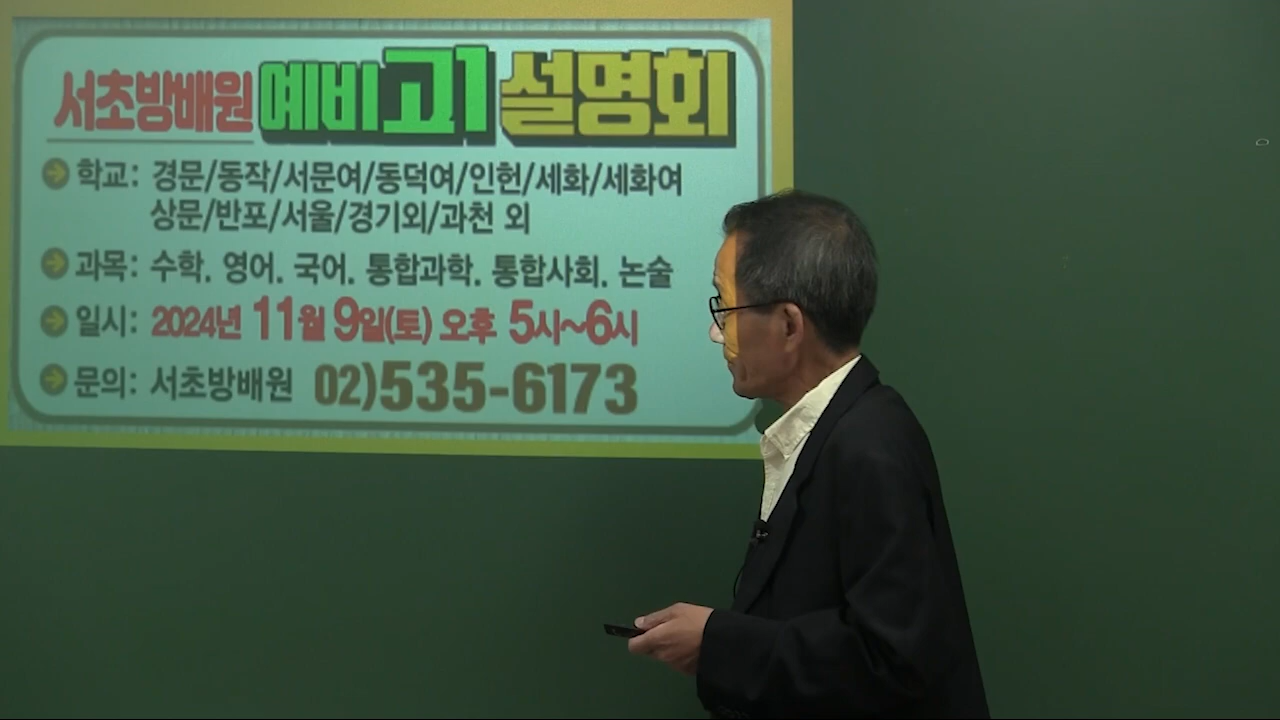 서초방배원 예비고1 설명회
학교: 경문/동작/서문여/동덕여/인헌/세화/세화여
상문/반포/서울/경기외/과천 외
과목: 수학. 영어. 국어. 통합과학. 통합사회. 논술
일시: 2024년 11월 9일(토) 오후 5시~6시
문의: 서초방배원 02)535-6173